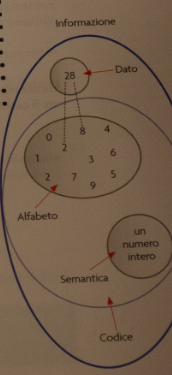 Informazione
28
Dato
0 8 4
2
1 3 6
2 7 5
9
Alfabeto
un
numero
intero
Semantica
Codice